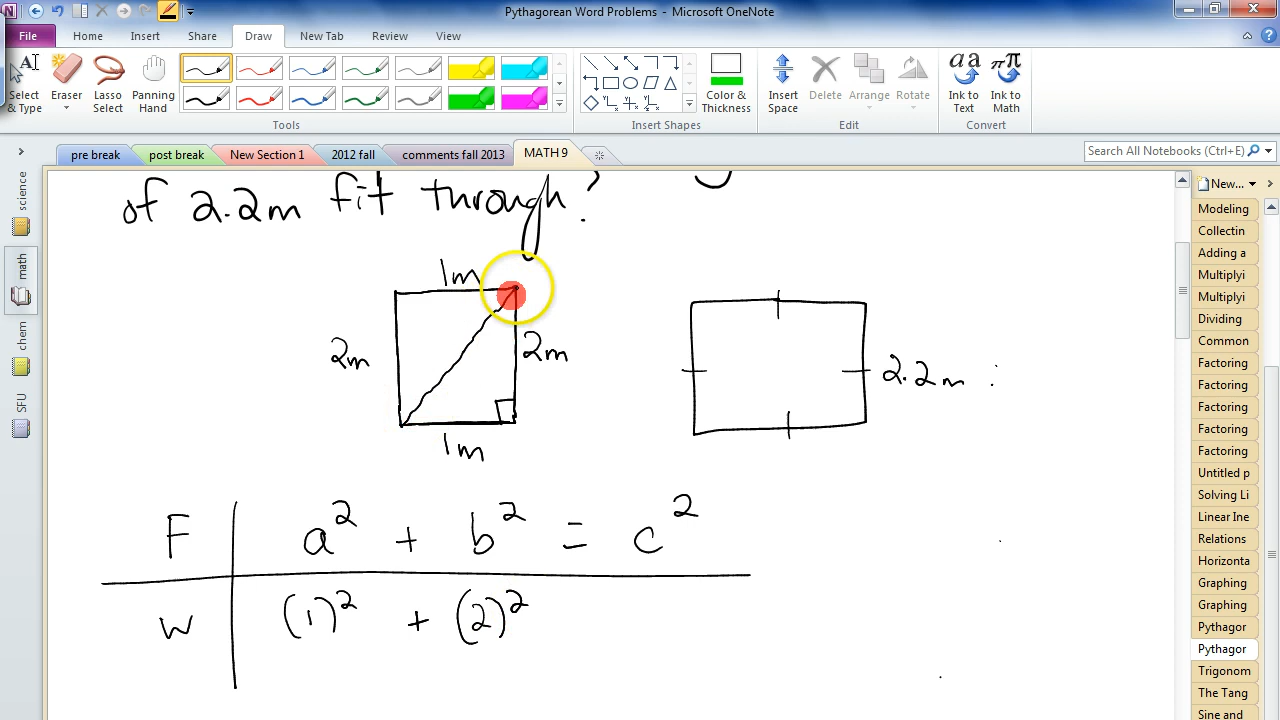 Pythagorean Word Problems - Microsoft OneNote
File Home Insert Share Draw New Tab Review View
Select & Type
Eraser
Lasso Select
Panning Hand
Color & Thickness
Insert Space
Delete
Arrange
Rotate
Ink to Text
Ink to Math
Tools
Insert Shapes
Edit
Convert
pre break
post break
New Section 1
2012 fall
comments fall 2013
MATH 9
Search All Notebooks (Ctrl+E)
science
math
chem
SFU
of 2.2m fit through?
1m
2m
2m
1m
2.2m
F a² + b² = c²
W (1)² + (2)²
New...
Modeling
Collectin
Adding a
Multiplyi
Multiplyi
Dividing
Common
Factoring
Factoring
Factoring
Factoring
Factoring
Untitled p
Solving Li
Linear Ine
Relations
Horizonta
Graphing
Graphing
Pythagor
Pythagor
Trigonom
The Tang
Sine and